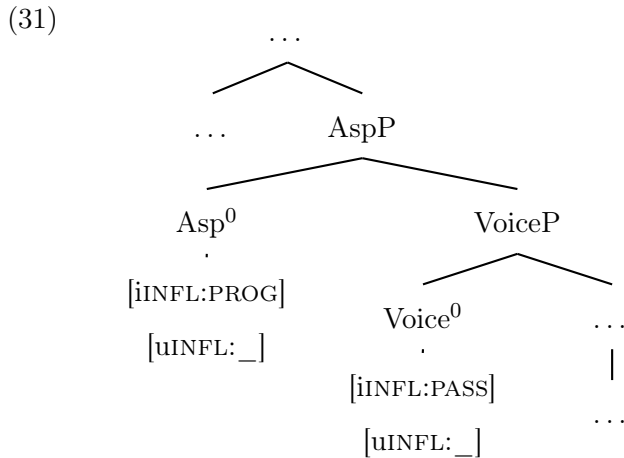 (31)
...
... AspP
Asp⁰ VoiceP
[iINFL:PROG]
[uINFL:_]
Voice⁰ ...
[iINFL:PASS]
[uINFL:_]
...